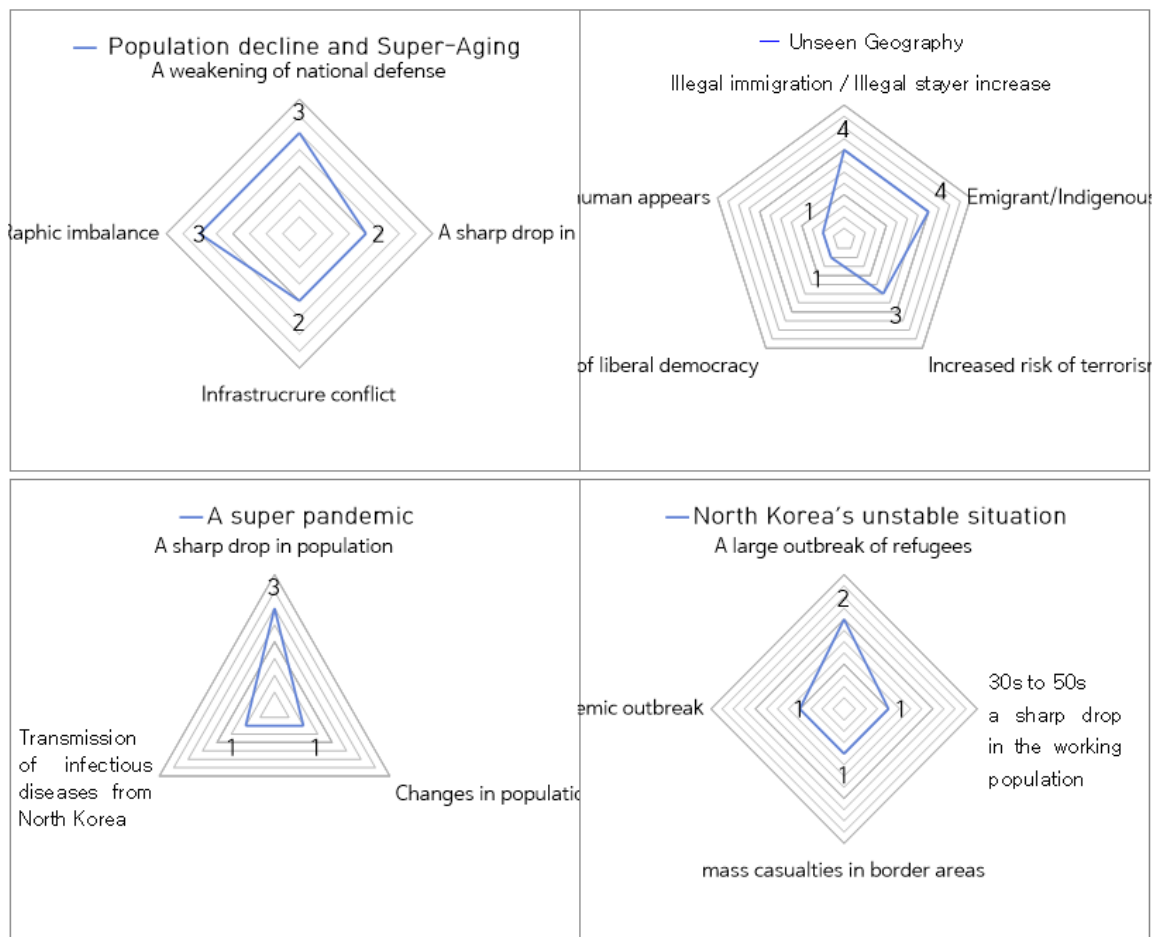 Population decline and Super-Aging
A weakening of national defense
3
raphic imbalance
3
2
A sharp drop in
2
Infrastrucrure conflict
Unseen Geography
Illegal immigration / Illegal stayer increase
4
human appears
1
4
Emigrant/Indigenous
1
3
of liberal democracy
Increased risk of terroris
A super pandemic
A sharp drop in population
3
1
1
Transmission
of infectious
diseases from
North Korea
Changes in populatio
North Korea's unstable situation
A large outbreak of refugees
2
emic outbreak
1
1
1
30s to 50s
a sharp drop
in the working
population
mass casualties in border areas